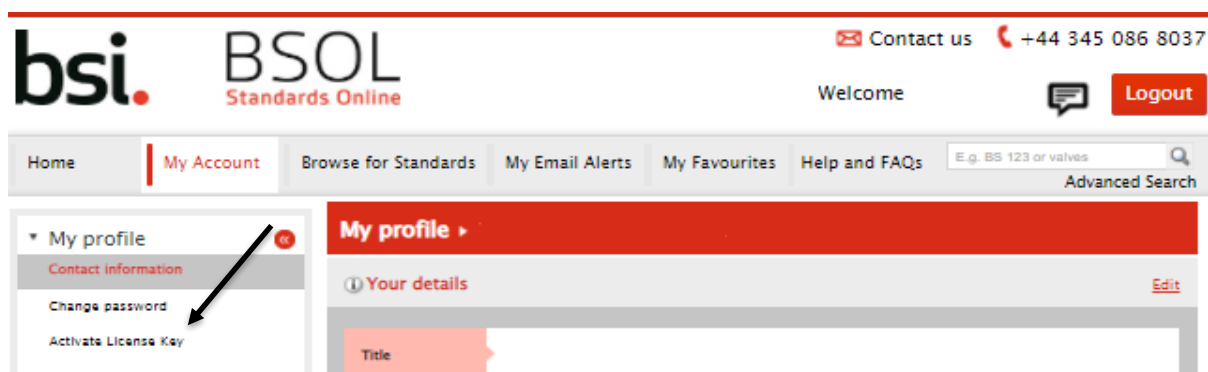 bsi.
BSOL
Standards Online
Contact us +44 345 086 8037
Welcome
Logout
Home My Account Browse for Standards My Email Alerts My Favourites Help and FAQs E.g. BS 123 or valves
Advanced Search
My profile
Contact information
Change password
Activate License Key
My profile
Your details Edit
Title